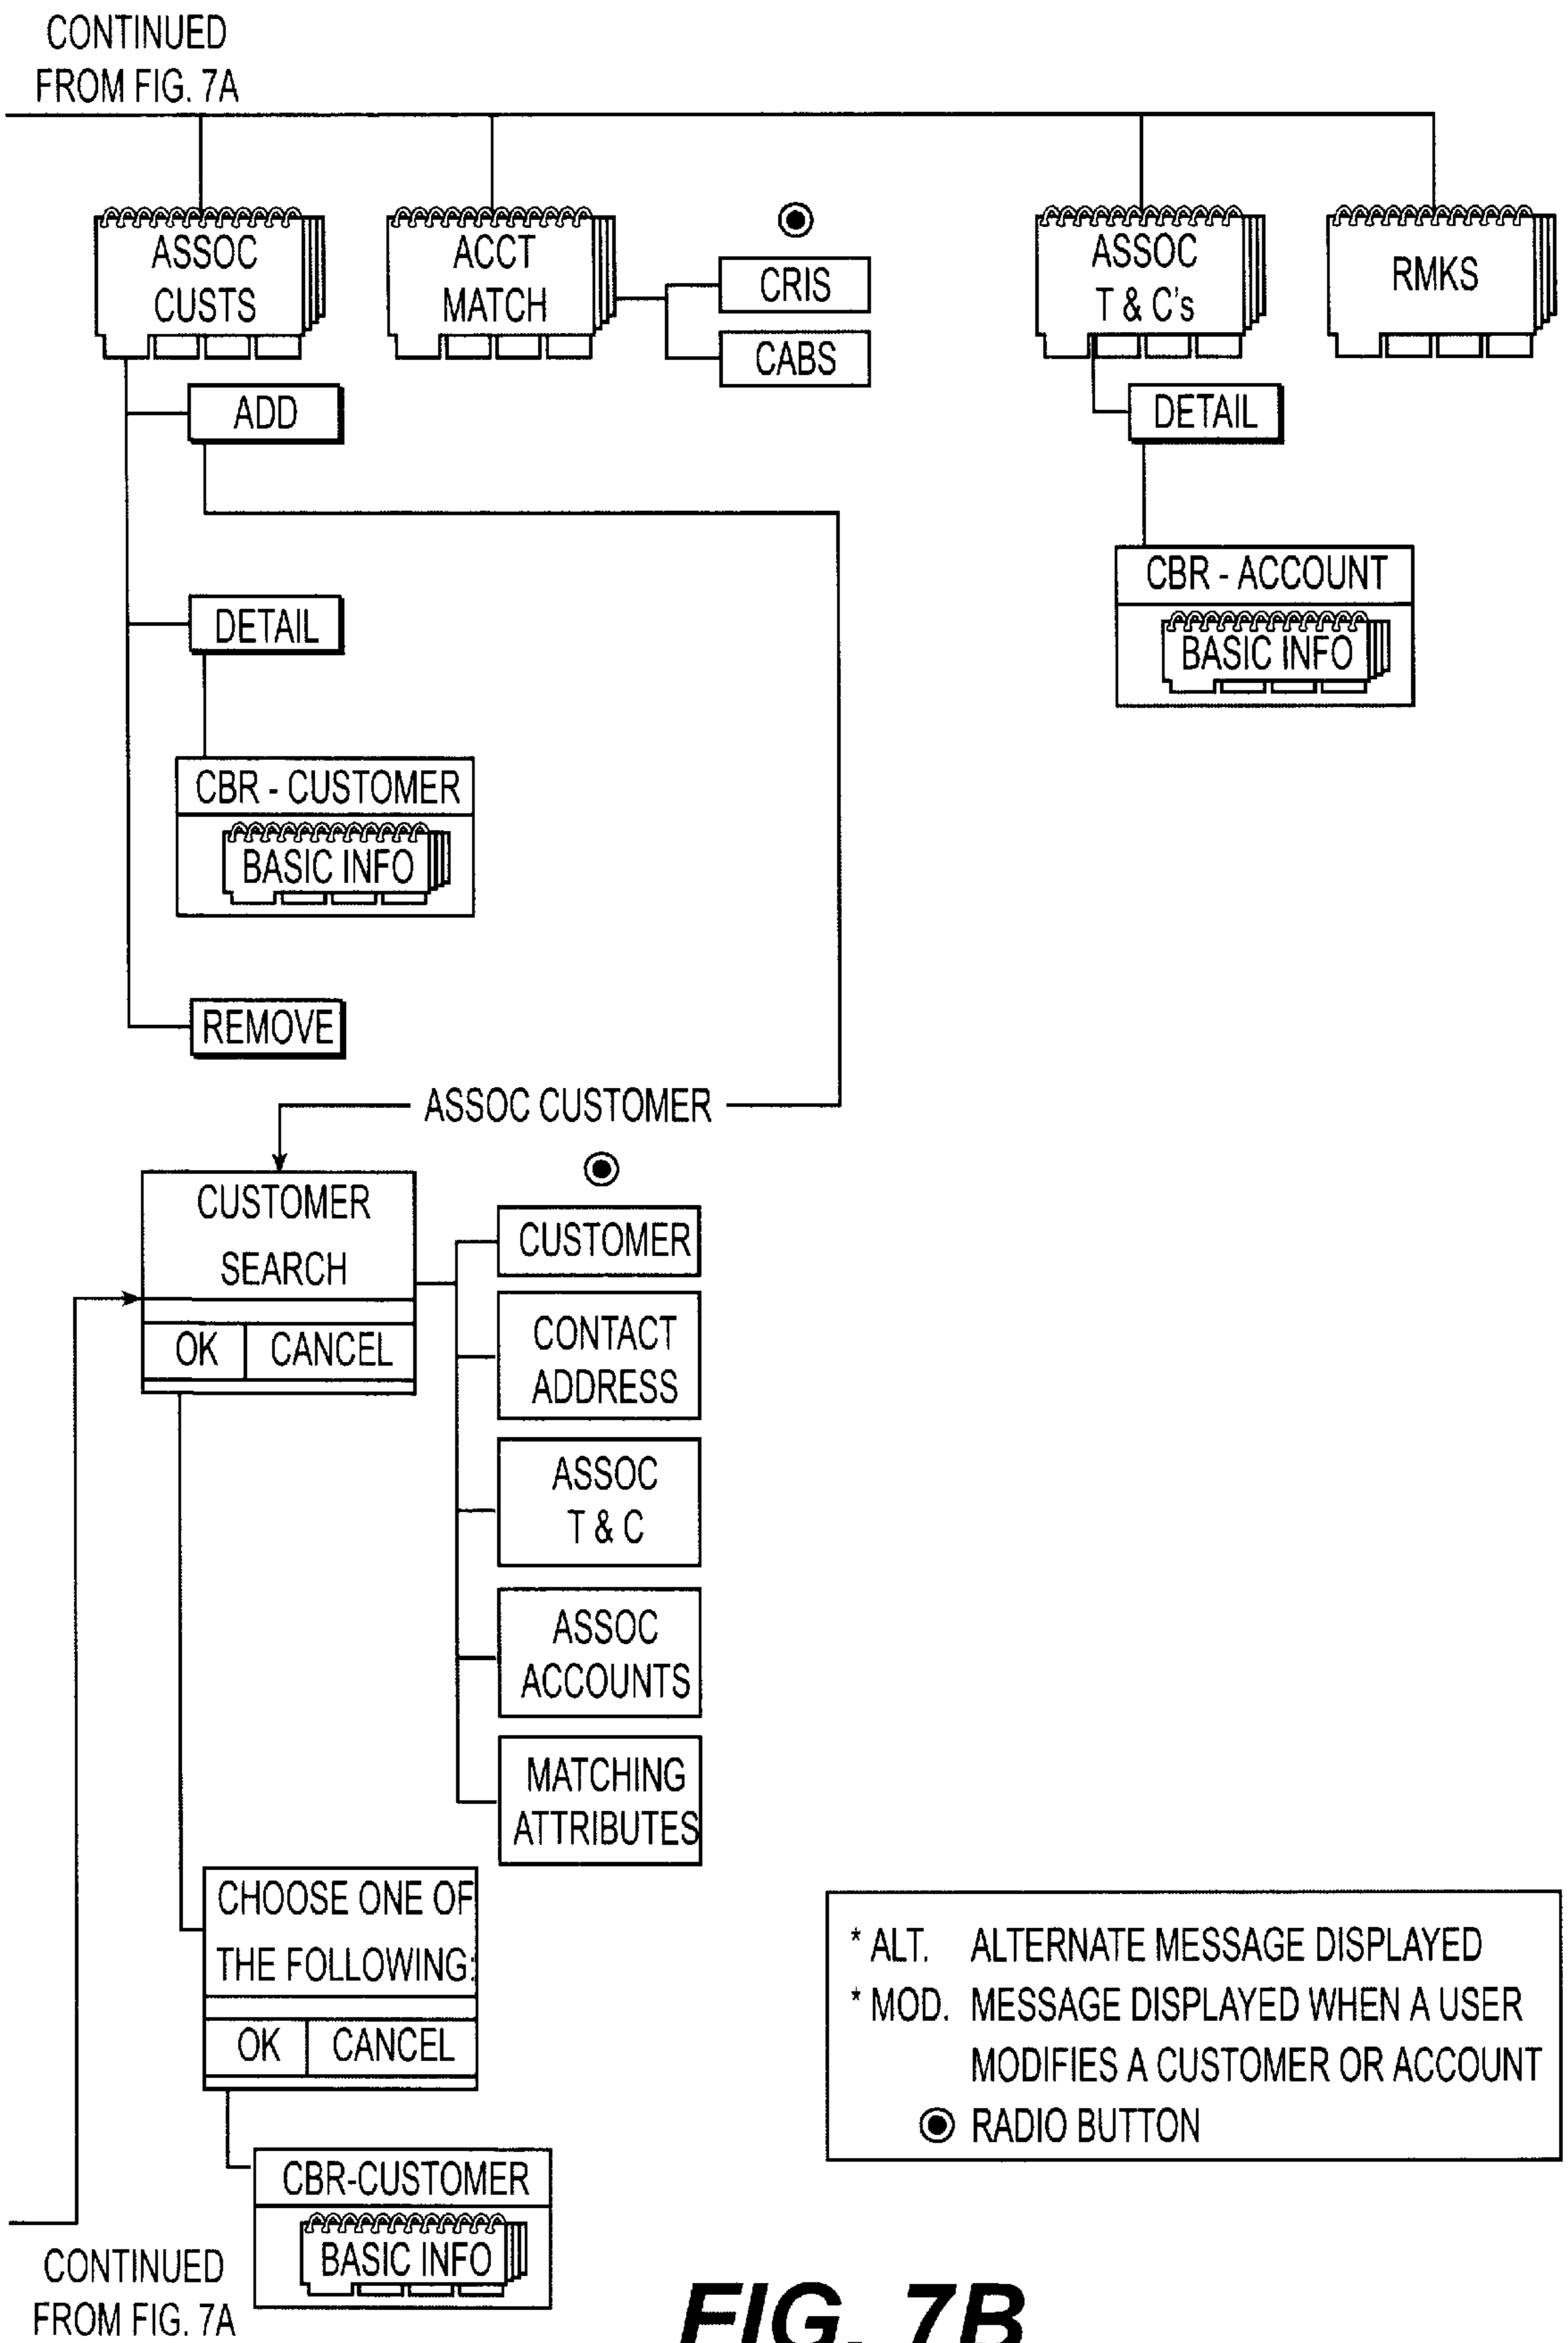 CONTINUED
FROM FIG. 7A
ASSOC
CUSTS
ACCT
MATCH
CRIS
CABS
ASSOC
T & C's
RMKS
ADD
DETAIL
DETAIL
CBR - ACCOUNT
BASIC INFO
CBR - CUSTOMER
BASIC INFO
REMOVE
ASSOC CUSTOMER
CUSTOMER
SEARCH
OK CANCEL
CUSTOMER
CONTACT
ADDRESS
ASSOC
T & C
ASSOC
ACCOUNTS
MATCHING
ATTRIBUTES
CHOOSE ONE OF
THE FOLLOWING:
OK CANCEL
CBR-CUSTOMER
BASIC INFO
* ALT. ALTERNATE MESSAGE DISPLAYED
* MOD. MESSAGE DISPLAYED WHEN A USER
MODIFIES A CUSTOMER OR ACCOUNT
RADIO BUTTON
CONTINUED
FROM FIG. 7A
FIG. 7B